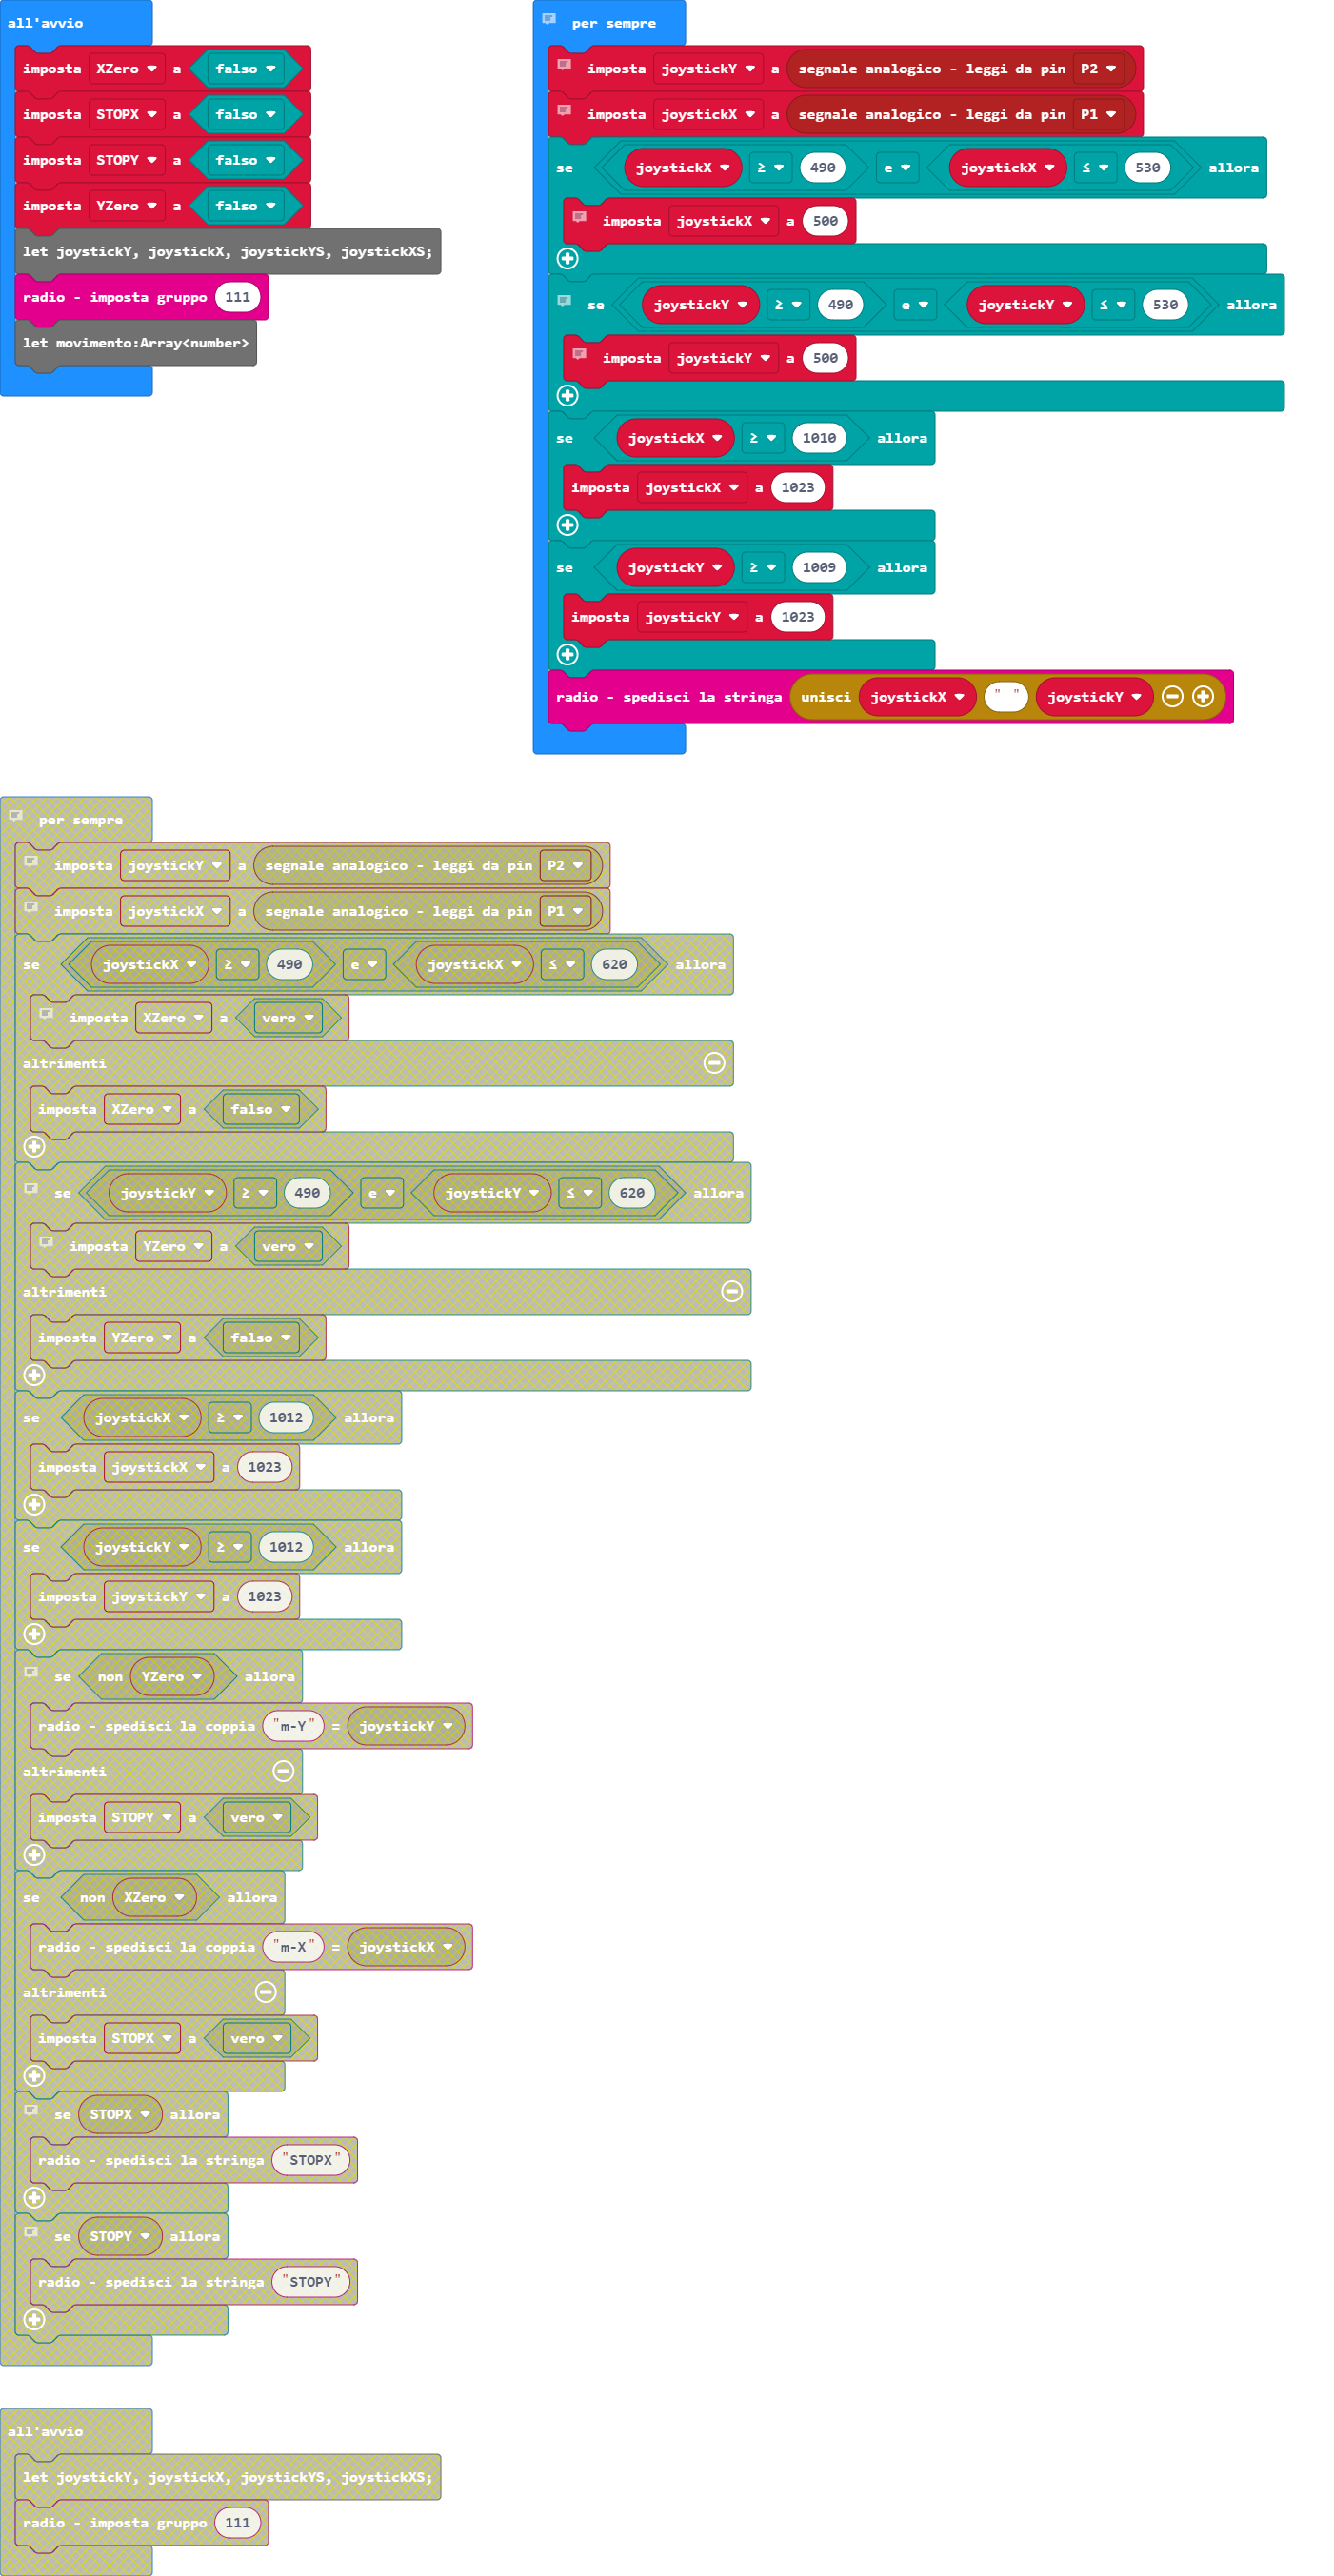 all'avvio
imposta XZero a falso
imposta STOPX a falso
imposta STOPY a falso
imposta YZero a falso
let joystickY, joystickX, joystickYS, joystickXS;
radio - imposta gruppo 111
let movimento:Array<number>
per sempre
imposta joystickY a segnale analogico - leggi da pin P2
imposta joystickX a segnale analogico - leggi da pin P1
se joystickX ≥ 490 e joystickX ≤ 530 allora
imposta joystickX a 500
se joystickY ≥ 490 e joystickY ≤ 530 allora
imposta joystickY a 500
se joystickX ≥ 1010 allora
imposta joystickX a 1023
se joystickY ≥ 1009 allora
imposta joystickY a 1023
radio - spedisci la stringa unisci joystickX " " joystickY
per sempre
imposta joystickY a segnale analogico - leggi da pin P2
imposta joystickX a segnale analogico - leggi da pin P1
se joystickX ≥ 490 e joystickX ≤ 620 allora
imposta XZero a vero
altrimenti
imposta XZero a falso
se joystickY ≥ 490 e joystickY ≤ 620 allora
imposta YZero a vero
altrimenti
imposta YZero a falso
se joystickX ≥ 1012 allora
imposta joystickX a 1023
se joystickY ≥ 1012 allora
imposta joystickY a 1023
se non YZero allora
radio - spedisci la coppia "m-Y" = joystickY
altrimenti
imposta STOPY a vero
se non XZero allora
radio - spedisci la coppia "m-X" = joystickX
altrimenti
imposta STOPX a vero
se STOPX allora
radio - spedisci la stringa "STOPX"
se STOPY allora
radio - spedisci la stringa "STOPY"
all'avvio
let joystickY, joystickX, joystickYS, joystickXS;
radio - imposta gruppo 111